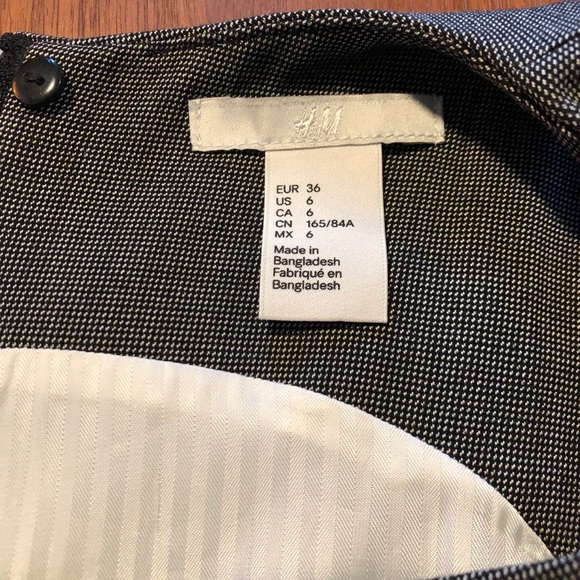 H&M
EUR 36
US 6
CA 6
CN 165/84A
MX 6
Made in
Bangladesh
Fabriqué en
Bangladesh